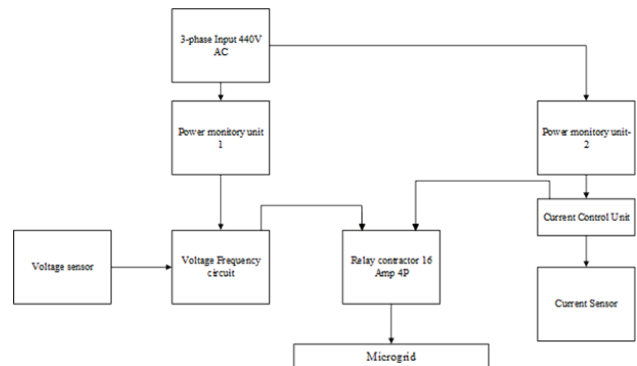 3-phase Input 440V
AC
Power monitory unit
1
Power monitory unit-
2
Current Control Unit
Voltage sensor
Voltage Frequency
circuit
Relay contractor 16
Amp 4P
Current Sensor
Microgrid